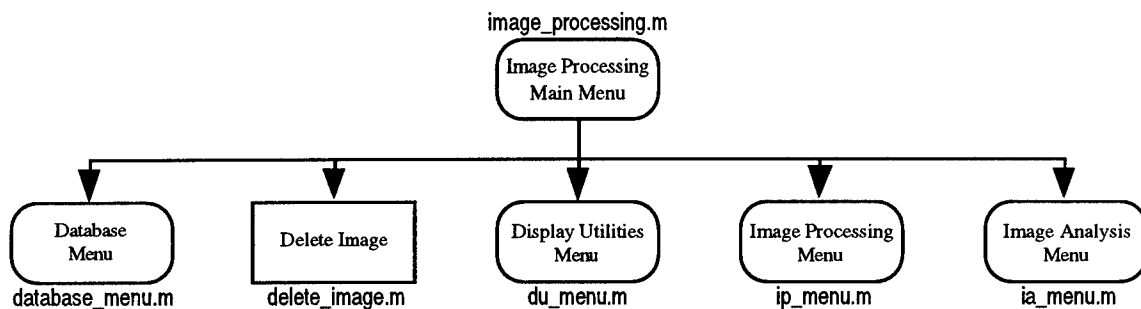 image_processing.m
Image Processing
Main Menu
Database
Menu
database_menu.m
Delete Image
delete_image.m
Display Utilities
Menu
du_menu.m
Image Processing
Menu
ip_menu.m
Image Analysis
Menu
ia_menu.m